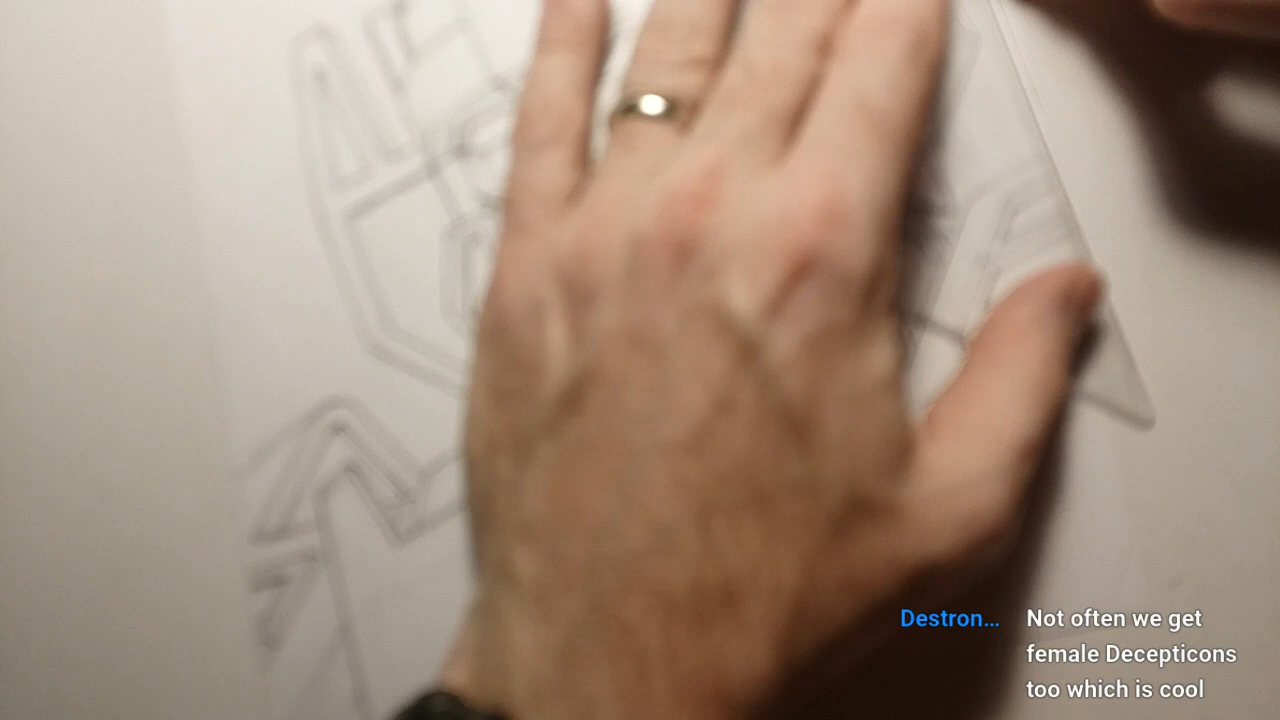 Destron... Not often we get
female Decepticons
too which is cool